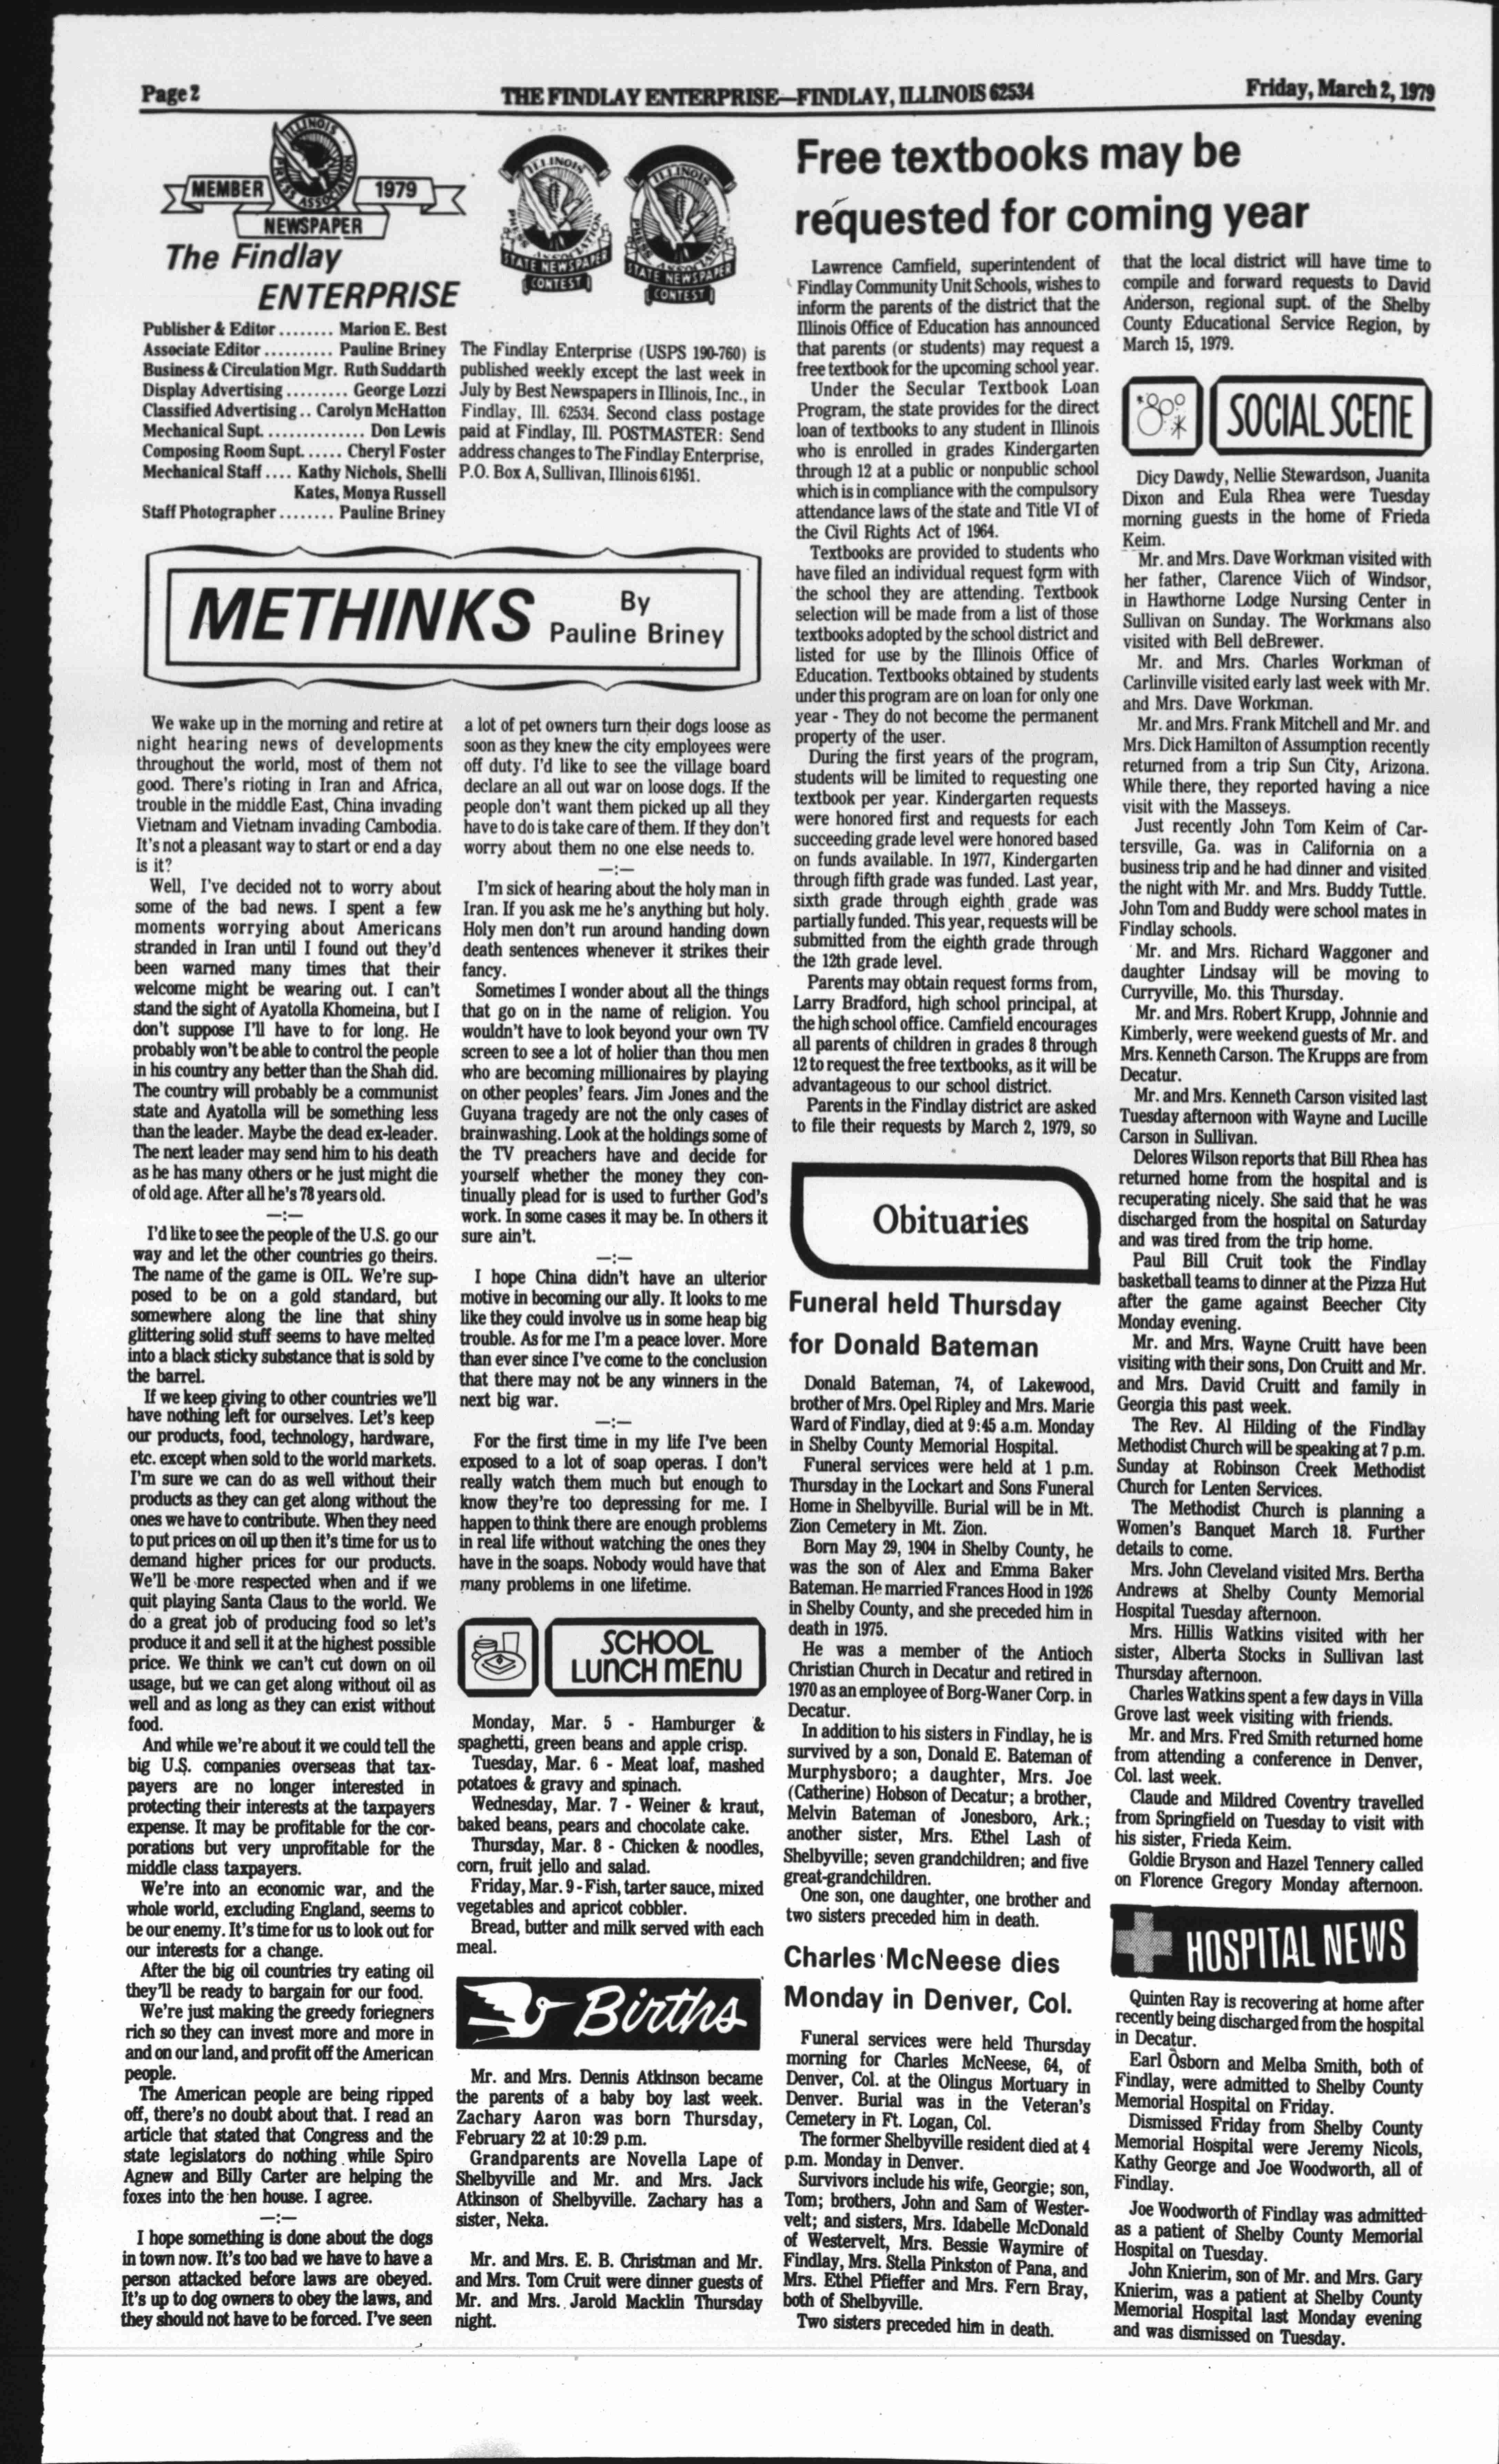 Page 2
THE FINDLAY ENTERPRISE—FINDLAY, ILLINOIS 62534
Friday, March 2, 1979
ILLINOIS
PRESS ASSOCIATION
MEMBER
1979
NEWSPAPER
The Findlay
ENTERPRISE
ILLINOIS
PRESS ASSOCIATION
STATE NEWSPAPER
CONTEST
ILLINOIS
PRESS ASSOCIATION
STATE NEWSPAPER
CONTEST
Publisher & Editor ........ Marion E. Best
Associate Editor .......... Pauline Briney
Business & Circulation Mgr. Ruth Suddarth
Display Advertising ......... George Lozzi
Classified Advertising .. Carolyn McHatton
Mechanical Supt. .............. Don Lewis
Composing Room Supt. ..... Cheryl Foster
Mechanical Staff .... Kathy Nichols, Shelli
Kates, Monya Russell
Staff Photographer ........ Pauline Briney
The Findlay Enterprise (USPS 190-760) is
published weekly except the last week in
July by Best Newspapers in Illinois, Inc., in
Findlay, Ill. 62534. Second class postage
paid at Findlay, Ill. POSTMASTER: Send
address changes to The Findlay Enterprise,
P.O. Box A, Sullivan, Illinois 61951.
METHINKS
By
Pauline Briney
We wake up in the morning and retire at
night hearing news of developments
throughout the world, most of them not
good. There's rioting in Iran and Africa,
trouble in the middle East, China invading
Vietnam and Vietnam invading Cambodia.
It's not a pleasant way to start or end a day
is it?
Well, I've decided not to worry about
some of the bad news. I spent a few
moments worrying about Americans
stranded in Iran until I found out they'd
been warned many times that their
welcome might be wearing out. I can't
stand the sight of Ayatolla Khomeina, but I
don't suppose I'll have to for long. He
probably won't be able to control the people
in his country any better than the Shah did.
The country will probably be a communist
state and Ayatolla will be something less
than the leader. Maybe the dead ex-leader.
The next leader may send him to his death
as he has many others or he just might die
of old age. After all he's 78 years old.
—:—
I'd like to see the people of the U.S. go our
way and let the other countries go theirs.
The name of the game is OIL. We're sup-
posed to be on a gold standard, but
somewhere along the line that shiny
glittering solid stuff seems to have melted
into a black sticky substance that is sold by
the barrel.
If we keep giving to other countries we'll
have nothing left for ourselves. Let's keep
our products, food, technology, hardware,
etc. except when sold to the world markets.
I'm sure we can do as well without their
products as they can get along without the
ones we have to contribute. When they need
to put prices on oil up then it's time for us to
demand higher prices for our products.
We'll be more respected when and if we
quit playing Santa Claus to the world. We
do a great job of producing food so let's
produce it and sell it at the highest possible
price. We think we can't cut down on oil
usage, but we can get along without oil as
well and as long as they can exist without
food.
And while we're about it we could tell the
big U.S. companies overseas that tax-
payers are no longer interested in
protecting their interests at the taxpayers
expense. It may be profitable for the cor-
porations but very unprofitable for the
middle class taxpayers.
We're into an economic war, and the
whole world, excluding England, seems to
be our enemy. It's time for us to look out for
our interests for a change.
After the big oil countries try eating oil
they'll be ready to bargain for our food.
We're just making the greedy foriegners
rich so they can invest more and more in
and on our land, and profit off the American
people.
The American people are being ripped
off, there's no doubt about that. I read an
article that stated that Congress and the
state legislators do nothing while Spiro
Agnew and Billy Carter are helping the
foxes into the hen house. I agree.
—:—
I hope something is done about the dogs
in town now. It's too bad we have to have a
person attacked before laws are obeyed.
It's up to dog owners to obey the laws, and
they should not have to be forced. I've seen
a lot of pet owners turn their dogs loose as
soon as they knew the city employees were
off duty. I'd like to see the village board
declare an all out war on loose dogs. If the
people don't want them picked up all they
have to do is take care of them. If they don't
worry about them no one else needs to.
—:—
I'm sick of hearing about the holy man in
Iran. If you ask me he's anything but holy.
Holy men don't run around handing down
death sentences whenever it strikes their
fancy.
Sometimes I wonder about all the things
that go on in the name of religion. You
wouldn't have to look beyond your own TV
screen to see a lot of holier than thou men
who are becoming millionaires by playing
on other peoples' fears. Jim Jones and the
Guyana tragedy are not the only cases of
brainwashing. Look at the holdings some of
the TV preachers have and decide for
yourself whether the money they con-
tinually plead for is used to further God's
work. In some cases it may be. In others it
sure ain't.
—:—
I hope China didn't have an ulterior
motive in becoming our ally. It looks to me
like they could involve us in some heap big
trouble. As for me I'm a peace lover. More
than ever since I've come to the conclusion
that there may not be any winners in the
next big war.
—:—
For the first time in my life I've been
exposed to a lot of soap operas. I don't
really watch them much but enough to
know they're too depressing for me. I
happen to think there are enough problems
in real life without watching the ones they
have in the soaps. Nobody would have that
many problems in one lifetime.
SCHOOL
LUNCH MENU
Monday, Mar. 5 - Hamburger &
spaghetti, green beans and apple crisp.
Tuesday, Mar. 6 - Meat loaf, mashed
potatoes & gravy and spinach.
Wednesday, Mar. 7 - Weiner & kraut,
baked beans, pears and chocolate cake.
Thursday, Mar. 8 - Chicken & noodles,
corn, fruit jello and salad.
Friday, Mar. 9 - Fish, tarter sauce, mixed
vegetables and apricot cobbler.
Bread, butter and milk served with each
meal.
Births
Mr. and Mrs. Dennis Atkinson became
the parents of a baby boy last week.
Zachary Aaron was born Thursday,
February 22 at 10:29 p.m.
Grandparents are Novella Lape of
Shelbyville and Mr. and Mrs. Jack
Atkinson of Shelbyville. Zachary has a
sister, Neka.
Mr. and Mrs. E. B. Christman and Mr.
and Mrs. Tom Cruit were dinner guests of
Mr. and Mrs. Jarold Macklin Thursday
night.
Free textbooks may be
requested for coming year
Lawrence Camfield, superintendent of
Findlay Community Unit Schools, wishes to
inform the parents of the district that the
Illinois Office of Education has announced
that parents (or students) may request a
free textbook for the upcoming school year.
Under the Secular Textbook Loan
Program, the state provides for the direct
loan of textbooks to any student in Illinois
who is enrolled in grades Kindergarten
through 12 at a public or nonpublic school
which is in compliance with the compulsory
attendance laws of the state and Title VI of
the Civil Rights Act of 1964.
Textbooks are provided to students who
have filed an individual request form with
the school they are attending. Textbook
selection will be made from a list of those
textbooks adopted by the school district and
listed for use by the Illinois Office of
Education. Textbooks obtained by students
under this program are on loan for only one
year - They do not become the permanent
property of the user.
During the first years of the program,
students will be limited to requesting one
textbook per year. Kindergarten requests
were honored first and requests for each
succeeding grade level were honored based
on funds available. In 1977, Kindergarten
through fifth grade was funded. Last year,
sixth grade through eighth grade was
partially funded. This year, requests will be
submitted from the eighth grade through
the 12th grade level.
Parents may obtain request forms from,
Larry Bradford, high school principal, at
the high school office. Camfield encourages
all parents of children in grades 8 through
12 to request the free textbooks, as it will be
advantageous to our school district.
Parents in the Findlay district are asked
to file their requests by March 2, 1979, so
that the local district will have time to
compile and forward requests to David
Anderson, regional supt. of the Shelby
County Educational Service Region, by
March 15, 1979.
Obituaries
Funeral held Thursday
for Donald Bateman
Donald Bateman, 74, of Lakewood,
brother of Mrs. Opel Ripley and Mrs. Marie
Ward of Findlay, died at 9:45 a.m. Monday
in Shelby County Memorial Hospital.
Funeral services were held at 1 p.m.
Thursday in the Lockart and Sons Funeral
Home in Shelbyville. Burial will be in Mt.
Zion Cemetery in Mt. Zion.
Born May 29, 1904 in Shelby County, he
was the son of Alex and Emma Baker
Bateman. He married Frances Hood in 1926
in Shelby County, and she preceded him in
death in 1975.
He was a member of the Antioch
Christian Church in Decatur and retired in
1970 as an employee of Borg-Waner Corp. in
Decatur.
In addition to his sisters in Findlay, he is
survived by a son, Donald E. Bateman of
Murphysboro; a daughter, Mrs. Joe
(Catherine) Hobson of Decatur; a brother,
Melvin Bateman of Jonesboro, Ark.;
another sister, Mrs. Ethel Lash of
Shelbyville; seven grandchildren; and five
great-grandchildren.
One son, one daughter, one brother and
two sisters preceded him in death.
Charles McNeese dies
Monday in Denver, Col.
Funeral services were held Thursday
morning for Charles McNeese, 64, of
Denver, Col. at the Olingus Mortuary in
Denver. Burial was in the Veteran's
Cemetery in Ft. Logan, Col.
The former Shelbyville resident died at 4
p.m. Monday in Denver.
Survivors include his wife, Georgie; son,
Tom; brothers, John and Sam of Wester-
velt; and sisters, Mrs. Idabelle McDonald
of Westervelt, Mrs. Bessie Waymire of
Findlay, Mrs. Stella Pinkston of Pana, and
Mrs. Ethel Pfieffer and Mrs. Fern Bray,
both of Shelbyville.
Two sisters preceded him in death.
SOCIAL SCENE
Dicy Dawdy, Nellie Stewardson, Juanita
Dixon and Eula Rhea were Tuesday
morning guests in the home of Frieda
Keim.
Mr. and Mrs. Dave Workman visited with
her father, Clarence Viich of Windsor,
in Hawthorne Lodge Nursing Center in
Sullivan on Sunday. The Workmans also
visited with Bell deBrewer.
Mr. and Mrs. Charles Workman of
Carlinville visited early last week with Mr.
and Mrs. Dave Workman.
Mr. and Mrs. Frank Mitchell and Mr. and
Mrs. Dick Hamilton of Assumption recently
returned from a trip Sun City, Arizona.
While there, they reported having a nice
visit with the Masseys.
Just recently John Tom Keim of Car-
tersville, Ga. was in California on a
business trip and he had dinner and visited
the night with Mr. and Mrs. Buddy Tuttle.
John Tom and Buddy were school mates in
Findlay schools.
Mr. and Mrs. Richard Waggoner and
daughter Lindsay will be moving to
Curryville, Mo. this Thursday.
Mr. and Mrs. Robert Krupp, Johnnie and
Kimberly, were weekend guests of Mr. and
Mrs. Kenneth Carson. The Krupps are from
Decatur.
Mr. and Mrs. Kenneth Carson visited last
Tuesday afternoon with Wayne and Lucille
Carson in Sullivan.
Delores Wilson reports that Bill Rhea has
returned home from the hospital and is
recuperating nicely. She said that he was
discharged from the hospital on Saturday
and was tired from the trip home.
Paul Bill Cruit took the Findlay
basketball teams to dinner at the Pizza Hut
after the game against Beecher City
Monday evening.
Mr. and Mrs. Wayne Cruitt have been
visiting with their sons, Don Cruitt and Mr.
and Mrs. David Cruitt and family in
Georgia this past week.
The Rev. Al Hilding of the Findlay
Methodist Church will be speaking at 7 p.m.
Sunday at Robinson Creek Methodist
Church for Lenten Services.
The Methodist Church is planning a
Women's Banquet March 18. Further
details to come.
Mrs. John Cleveland visited Mrs. Bertha
Andrews at Shelby County Memorial
Hospital Tuesday afternoon.
Mrs. Hillis Watkins visited with her
sister, Alberta Stocks in Sullivan last
Thursday afternoon.
Charles Watkins spent a few days in Villa
Grove last week visiting with friends.
Mr. and Mrs. Fred Smith returned home
from attending a conference in Denver,
Col. last week.
Claude and Mildred Coventry travelled
from Springfield on Tuesday to visit with
his sister, Frieda Keim.
Goldie Bryson and Hazel Tennery called
on Florence Gregory Monday afternoon.
HOSPITAL NEWS
Quinten Ray is recovering at home after
recently being discharged from the hospital
in Decatur.
Earl Osborn and Melba Smith, both of
Findlay, were admitted to Shelby County
Memorial Hospital on Friday.
Dismissed Friday from Shelby County
Memorial Hospital were Jeremy Nicols,
Kathy George and Joe Woodworth, all of
Findlay.
Joe Woodworth of Findlay was admitted
as a patient of Shelby County Memorial
Hospital on Tuesday.
John Knierim, son of Mr. and Mrs. Gary
Knierim, was a patient at Shelby County
Memorial Hospital last Monday evening
and was dismissed on Tuesday.